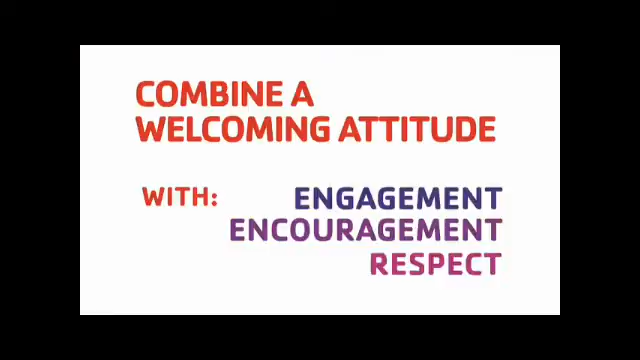 COMBINE A
WELCOMING ATTITUDE
WITH: ENGAGEMENT
ENCOURAGEMENT
RESPECT